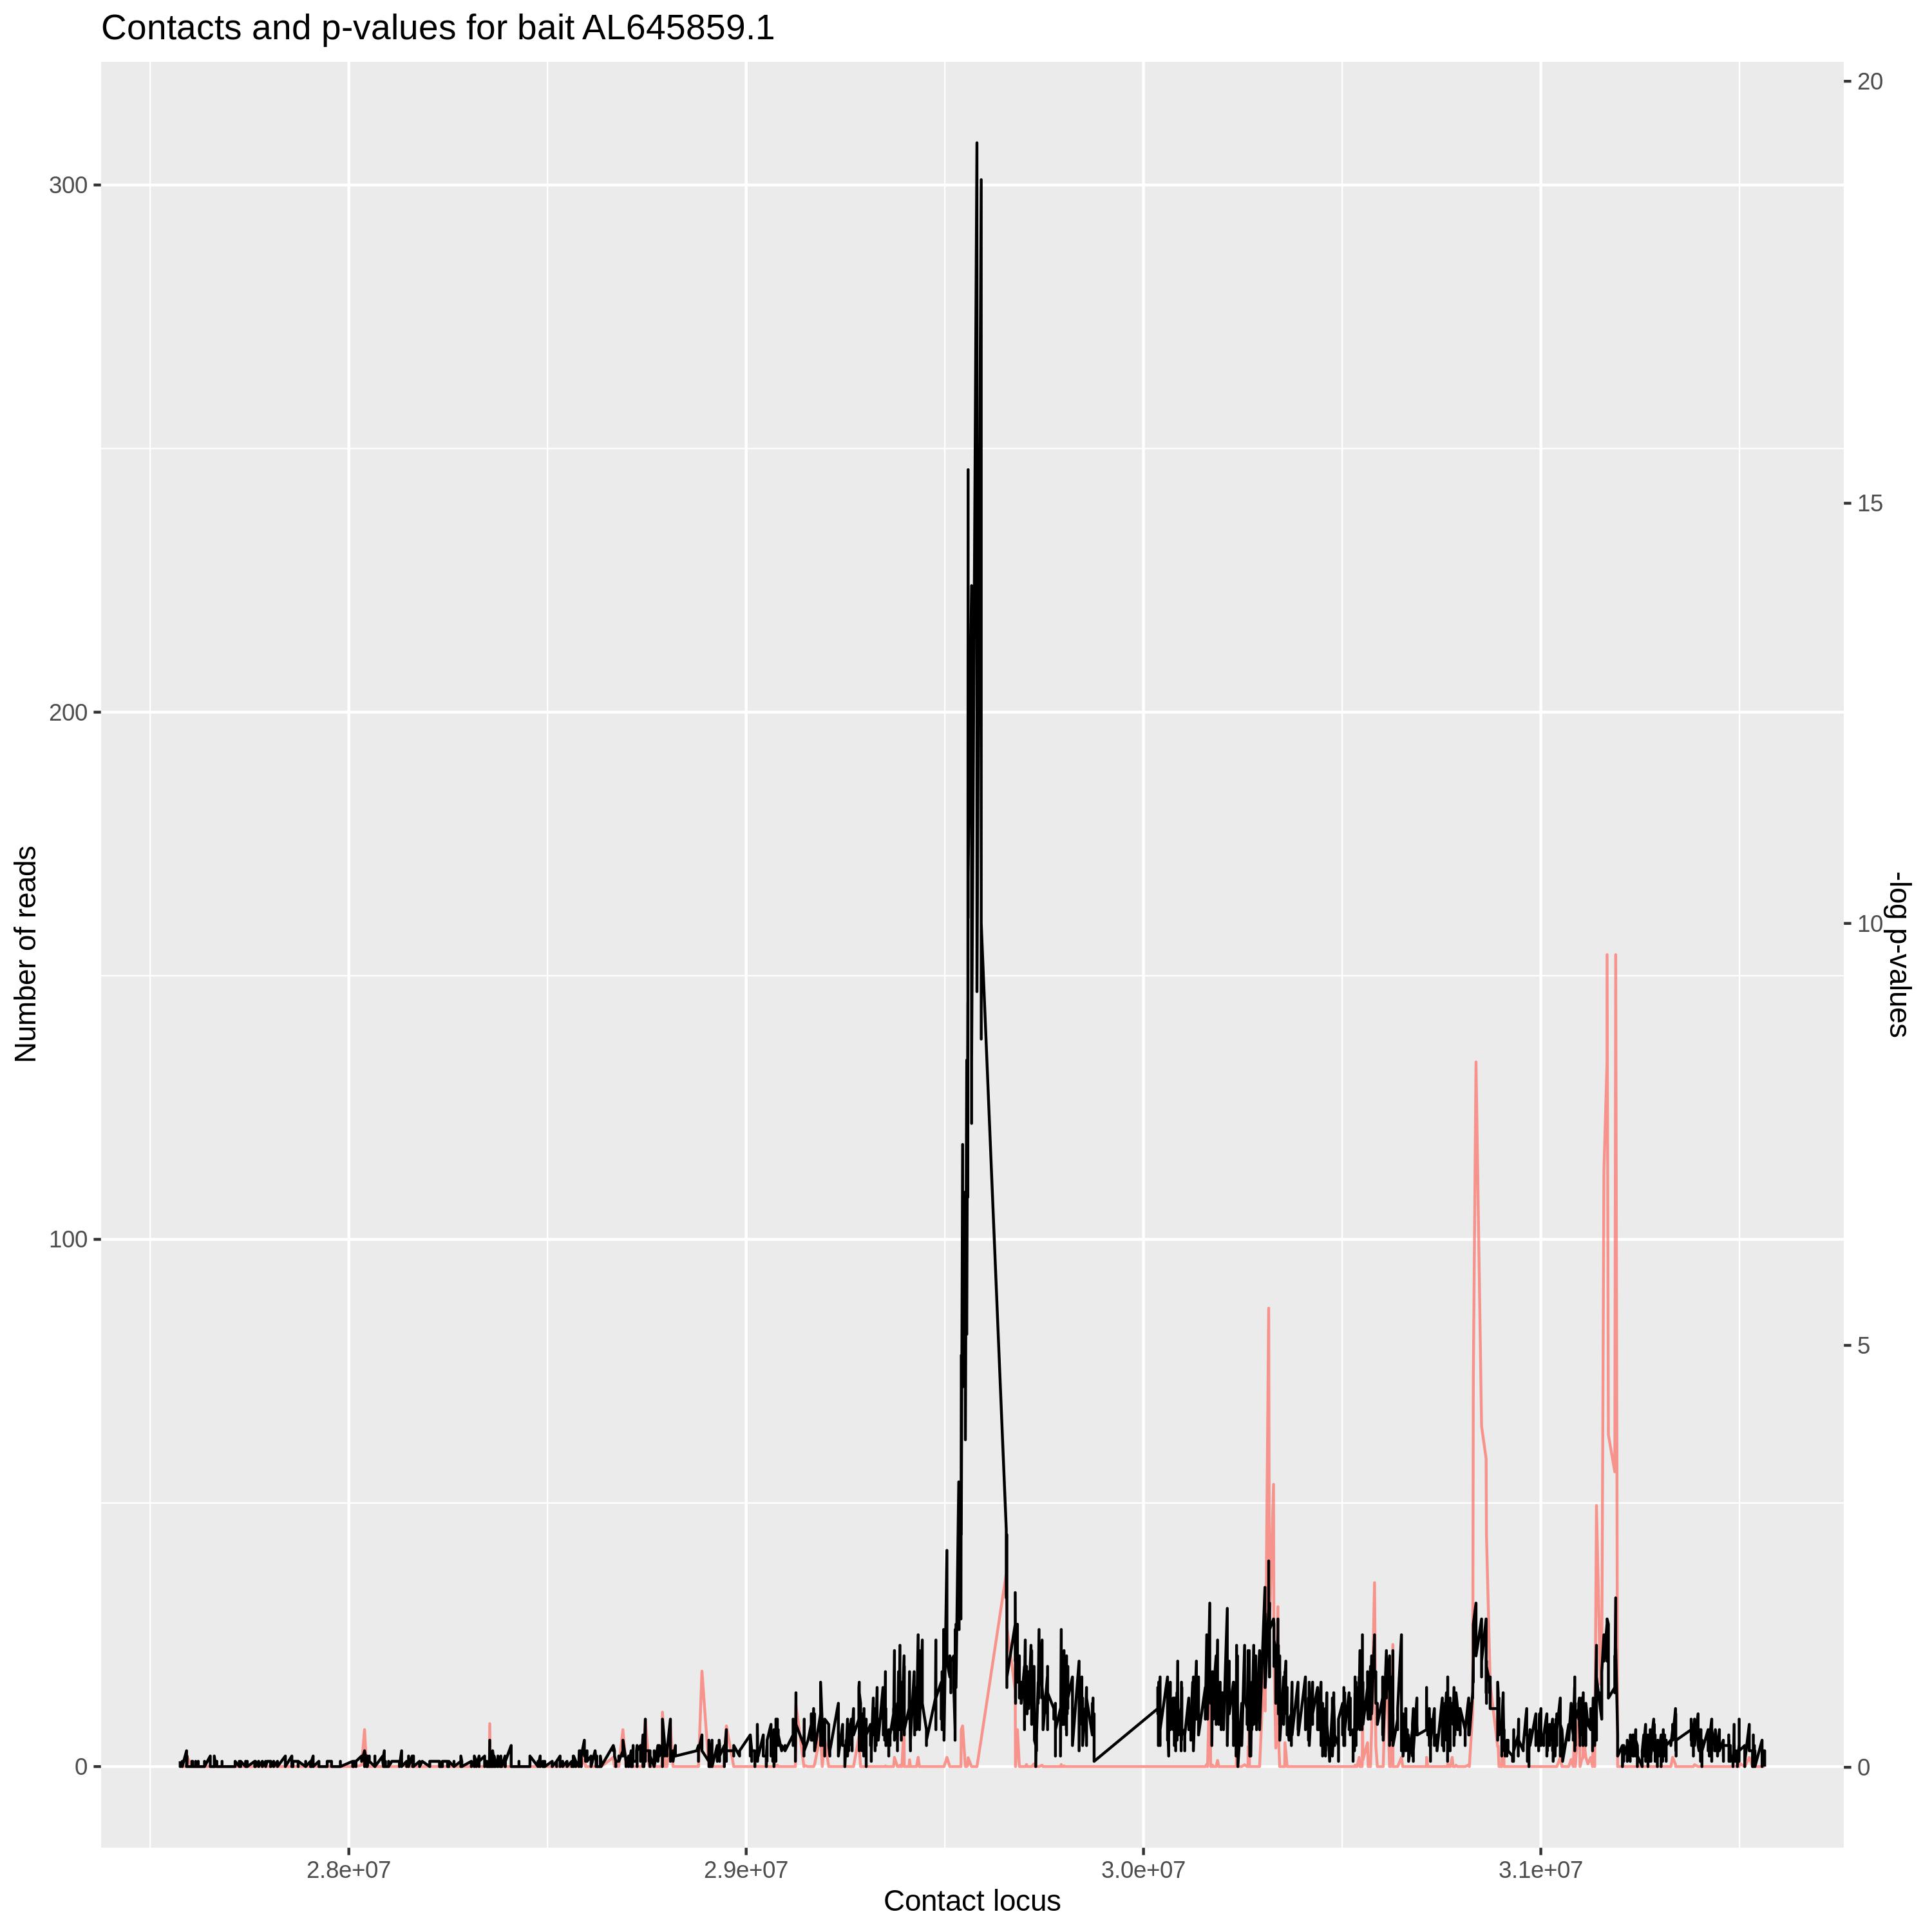 Contacts and p-values for bait AL645859.1
Number of reads
300
200
100
0
20
15
10
5
0
-log p-values
2.8e+07
2.9e+07
3.0e+07
3.1e+07
Contact locus